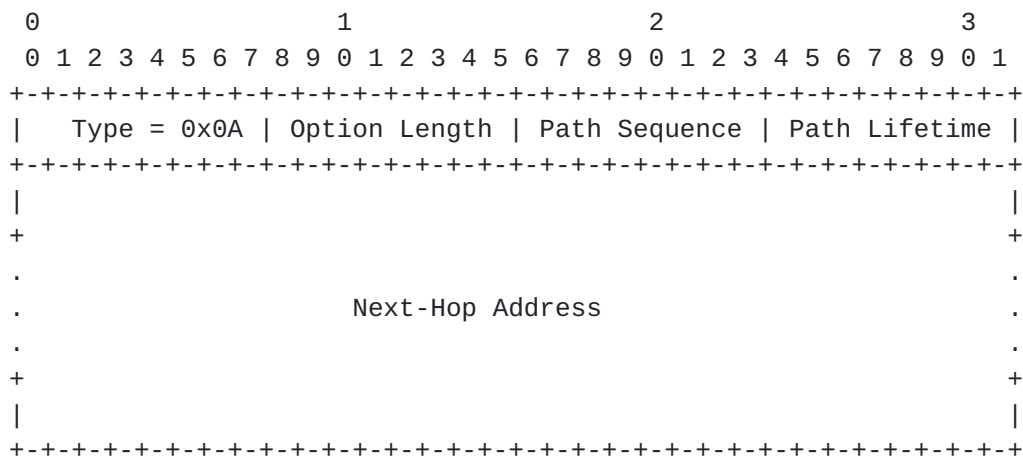 0                   1                   2                   3
 0 1 2 3 4 5 6 7 8 9 0 1 2 3 4 5 6 7 8 9 0 1 2 3 4 5 6 7 8 9 0 1
+-+-+-+-+-+-+-+-+-+-+-+-+-+-+-+-+-+-+-+-+-+-+-+-+-+-+-+-+-+-+-+-+
|   Type = 0x0A | Option Length | Path Sequence | Path Lifetime |
+-+-+-+-+-+-+-+-+-+-+-+-+-+-+-+-+-+-+-+-+-+-+-+-+-+-+-+-+-+-+-+-+
|                                                               |
+                                                               +
.                                                               .
.                     Next-Hop Address                          .
.                                                               .
+                                                               +
|                                                               |
+-+-+-+-+-+-+-+-+-+-+-+-+-+-+-+-+-+-+-+-+-+-+-+-+-+-+-+-+-+-+-+-+